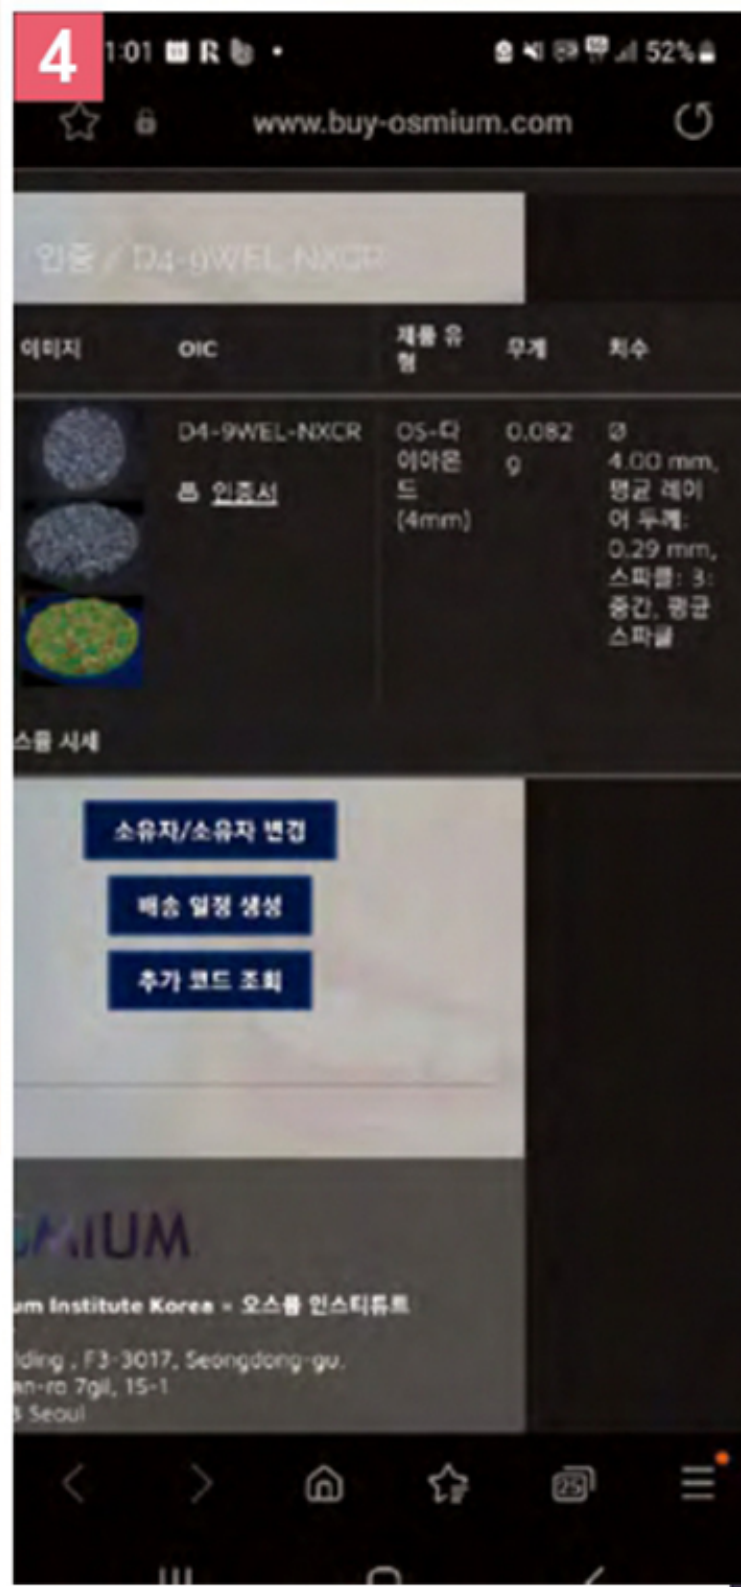 4
1:01
52%
www.buy-osmium.com
인증 / D4-9WEL-NXCR
이미지 OIC 제품 유형 무게 치수
D4-9WEL-NXCR
인증서
OS-다
이아몬
드
(4mm)
0.082
g
Ø
4.00 mm,
평균 레이
어 두께:
0.29 mm,
스파클: 3:
중간, 평균
스파클
스뮴 시세
소유자/소유자 변경
배송 일정 생성
추가 코드 조회
MIUM
um Institute Korea - 오스뮴 인스티튜트
lding , F3-3017, Seongdong-gu,
an-ro 7gil, 15-1
Seoul
25